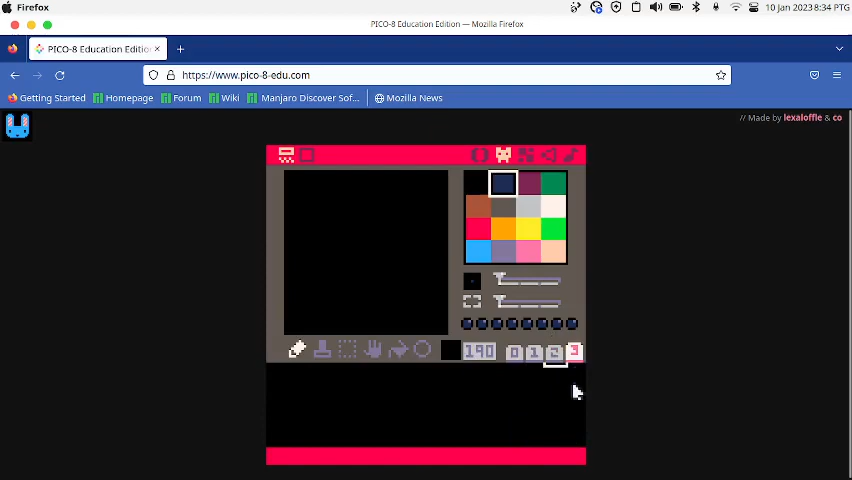 Firefox
10 Jan 2023 8:34 PTG
PICO-8 Education Edition — Mozilla Firefox
PICO-8 Education Edition
https://www.pico-8-edu.com
Getting Started Homepage Forum Wiki Manjaro Discover Sof... Mozilla News
// Made by lexaloffle & co
190 0 1 2 3